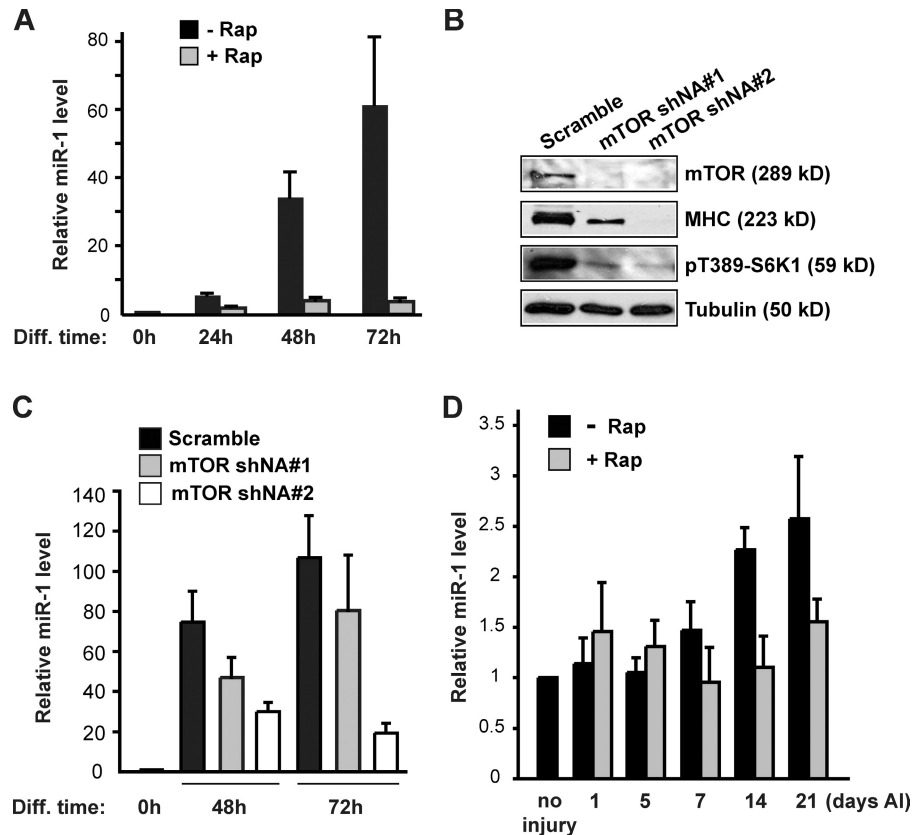 A
- Rap
+ Rap
Relative miR-1 level
80
60
40
20
0
Diff. time: 0h 24h 48h 72h
B
Scramble
mTOR shNA#1
mTOR shNA#2
mTOR (289 kD)
MHC (223 kD)
pT389-S6K1 (59 kD)
Tubulin (50 kD)
C
Scramble
mTOR shNA#1
mTOR shNA#2
Relative miR-1 level
140
120
100
80
60
40
20
0
Diff. time: 0h 48h 72h
D
- Rap
+ Rap
Relative miR-1 level
3.5
3
2.5
2
1.5
1
0.5
0
no 1 5 7 14 21 (days AI)
injury